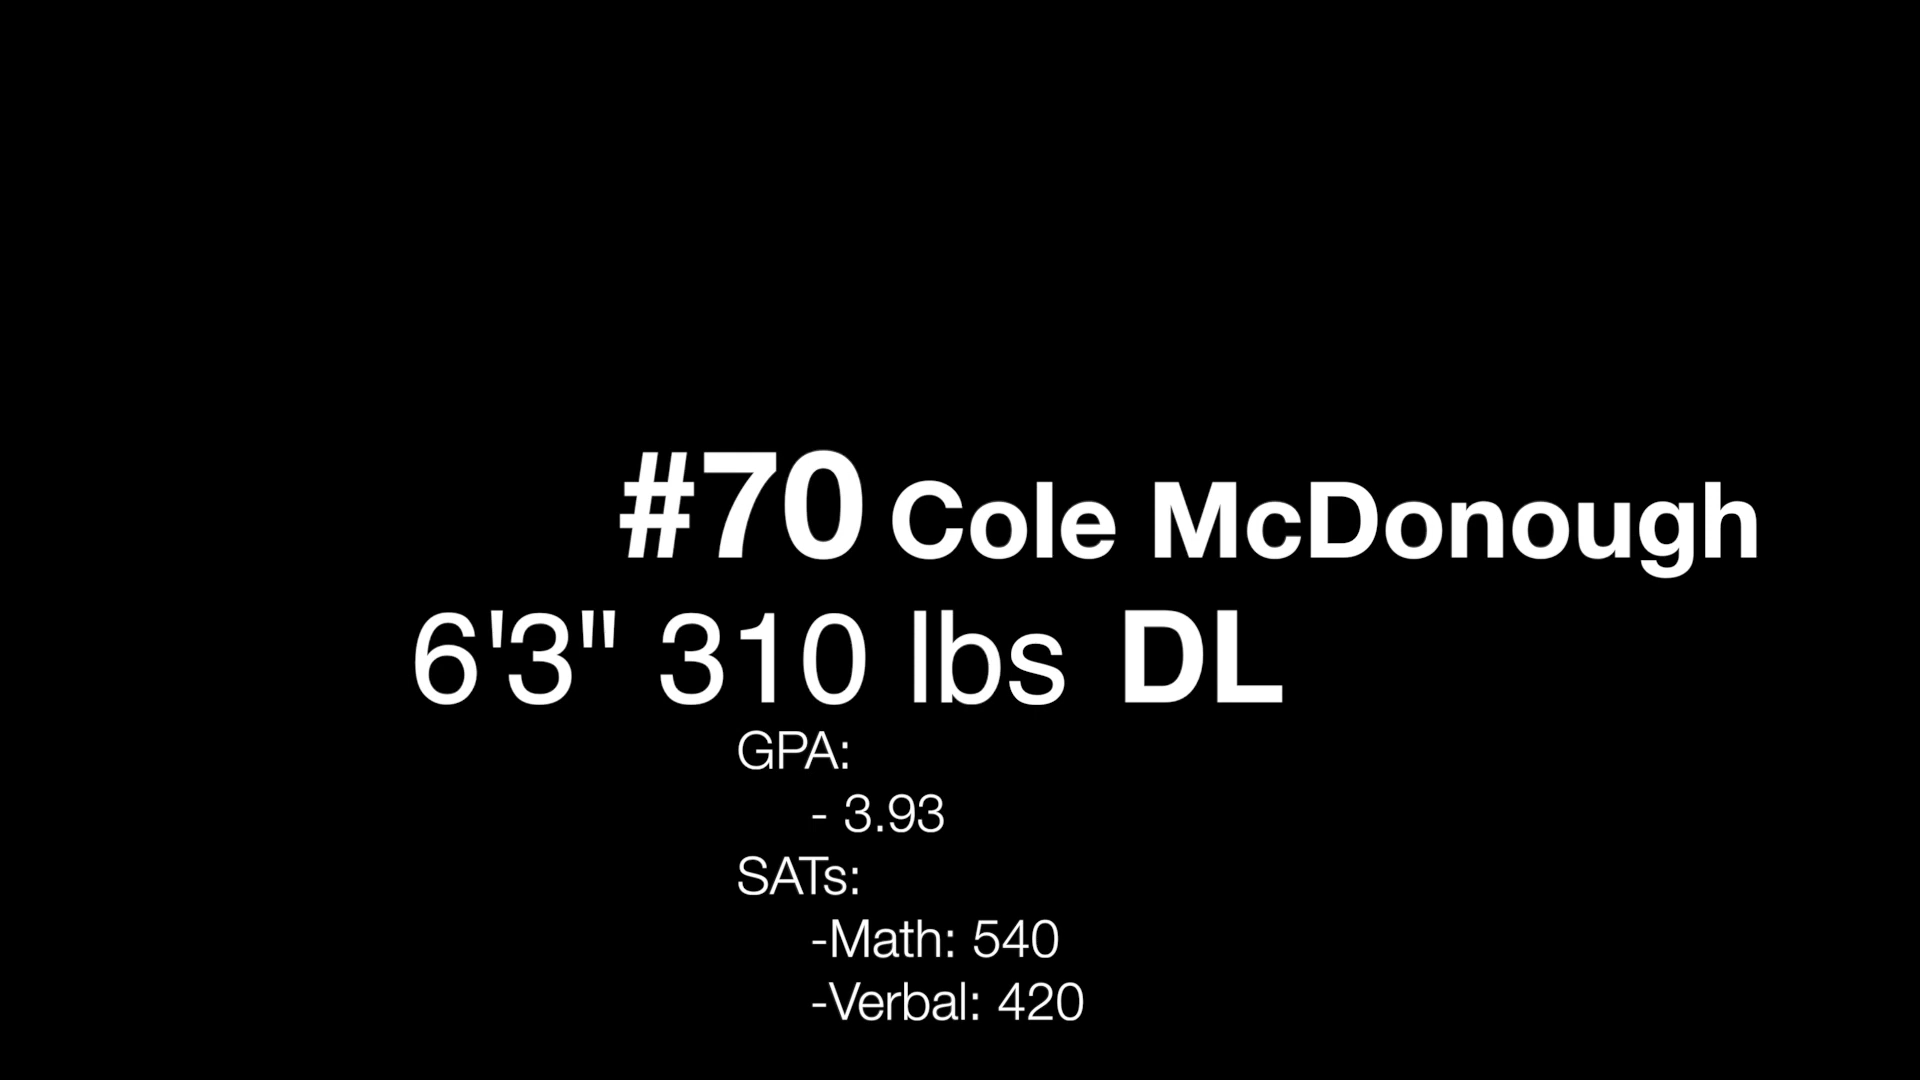 #70 Cole McDonough
6'3" 310 lbs DL
GPA:
- 3.93
SATs:
-Math: 540
-Verbal: 420